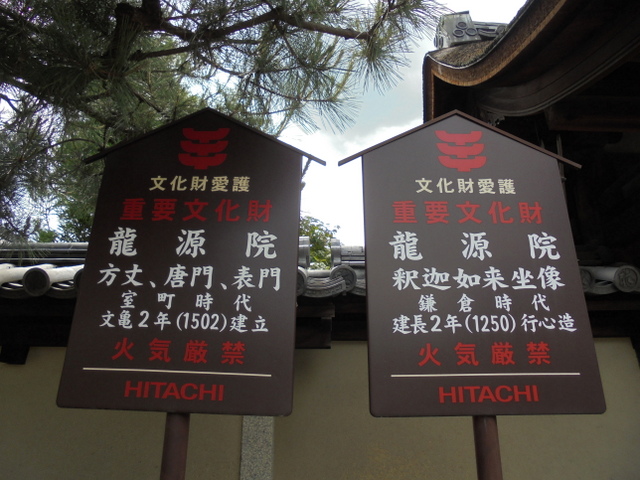 文化財愛護
重要文化財
龍源院
方丈、唐門、表門
室町時代
文亀2年(1502)建立
火気厳禁
HITACHI
文化財愛護
重要文化財
龍源院
釈迦如来坐像
鎌倉時代
建長2年(1250)行心造
火気厳禁
HITACHI